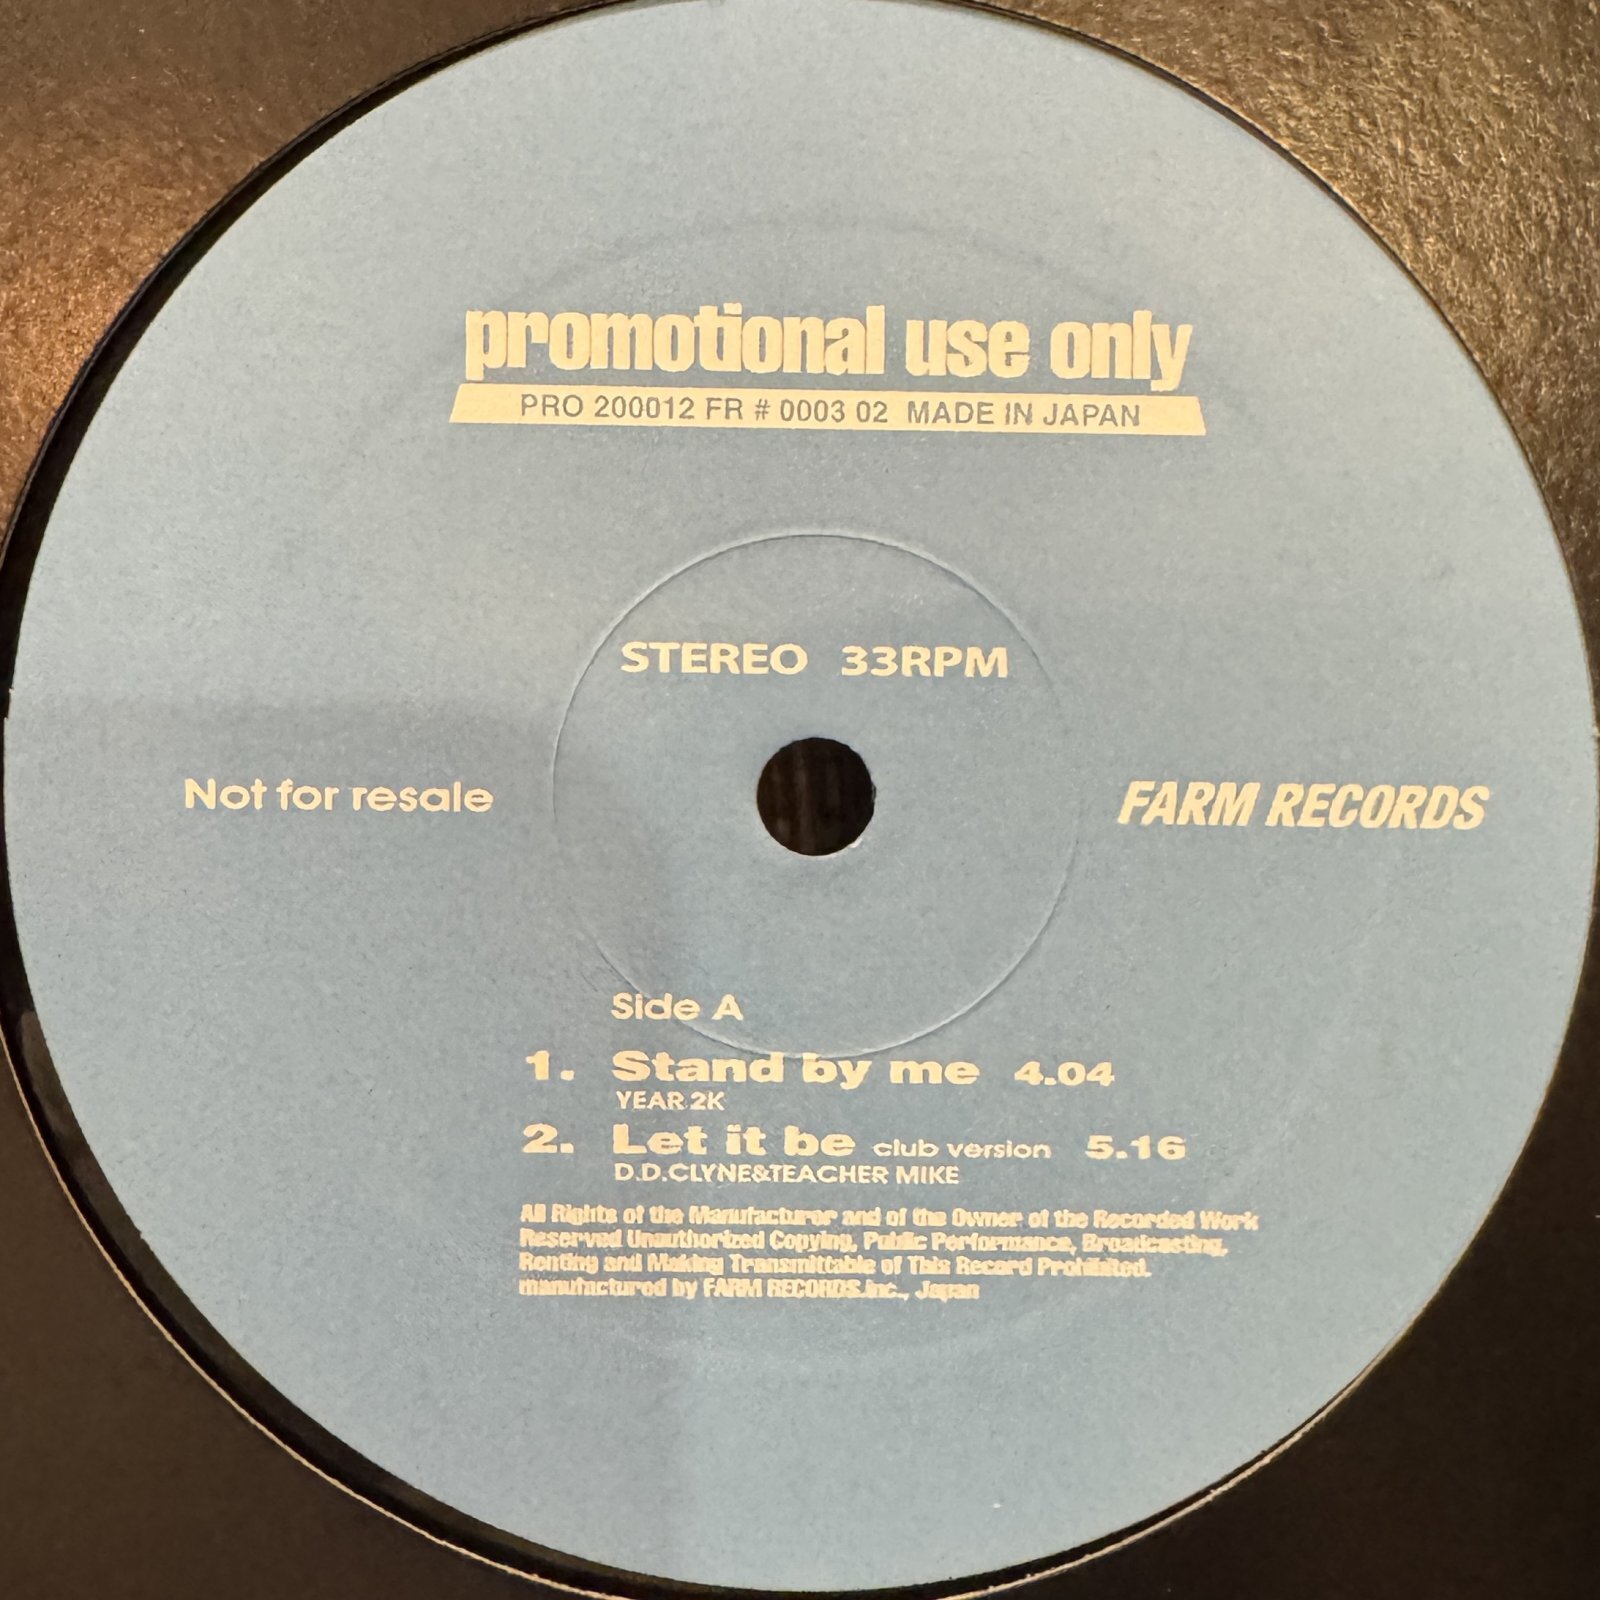 promotional use only
PRO 200012 FR # 0003 02 MADE IN JAPAN
STEREO 33RPM
Not for resale
FARM RECORDS
Side A
1. Stand by me 4.04
YEAR 2K
2. Let it be club version 5.16
D.D.CLYNE&TEACHER MIKE
All Rights of the Manufacturor and of the Owner of the Recorded Work
Reserved Unauthorized Copying, Public Performance, Broadcasting,
Renting and Making Transmittable of This Record Prohibited.
manufactured by FARM RECORDS.inc., Japan